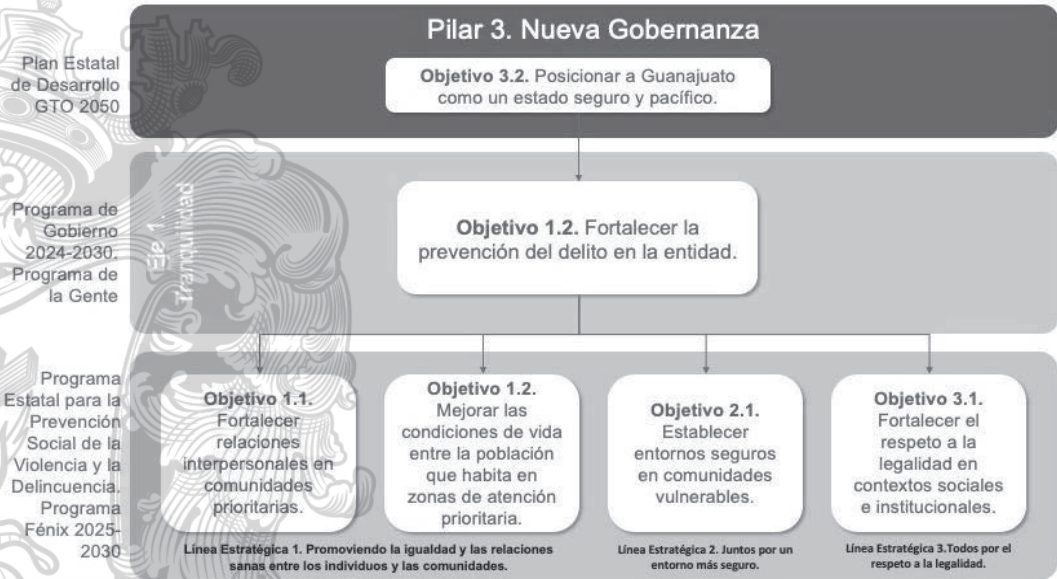 Pilar 3. Nueva Gobernanza
Plan Estatal
de Desarrollo
GTO 2050
Objetivo 3.2. Posicionar a Guanajuato
como un estado seguro y pacífico.
Programa de
Gobierno
2024-2030.
Programa de
la Gente
Eje 1.
Tranquilidad
Objetivo 1.2. Fortalecer la
prevención del delito en la entidad.
Programa
Estatal para la
Prevención
Social de la
Violencia y la
Delincuencia.
Programa
Fénix 2025-
2030
Objetivo 1.1.
Fortalecer
relaciones
interpersonales en
comunidades
prioritarias.
Objetivo 1.2.
Mejorar las
condiciones de vida
entre la población
que habita en
zonas de atención
prioritaria.
Objetivo 2.1.
Establecer
entornos seguros
en comunidades
vulnerables.
Objetivo 3.1.
Fortalecer el
respeto a la
legalidad en
contextos sociales
e institucionales.
Línea Estratégica 1. Promoviendo la igualdad y las relaciones
sanas entre los individuos y las comunidades.
Línea Estratégica 2. Juntos por un
entorno más seguro.
Línea Estratégica 3.Todos por el
respeto a la legalidad.